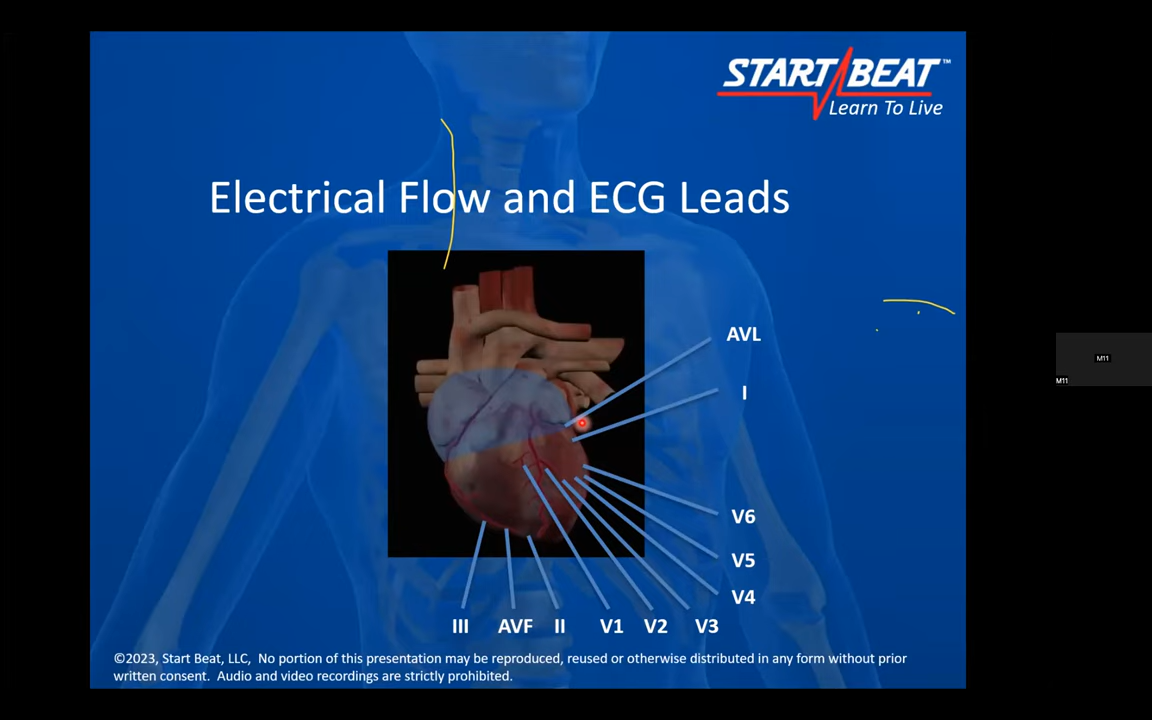 START BEAT™
Learn To Live
Electrical Flow and ECG Leads
AVL
I
V6
V5
V4
III AVF II V1 V2 V3
©2023, Start Beat, LLC, No portion of this presentation may be reproduced, reused or otherwise distributed in any form without prior
written consent. Audio and video recordings are strictly prohibited.
M11
M11